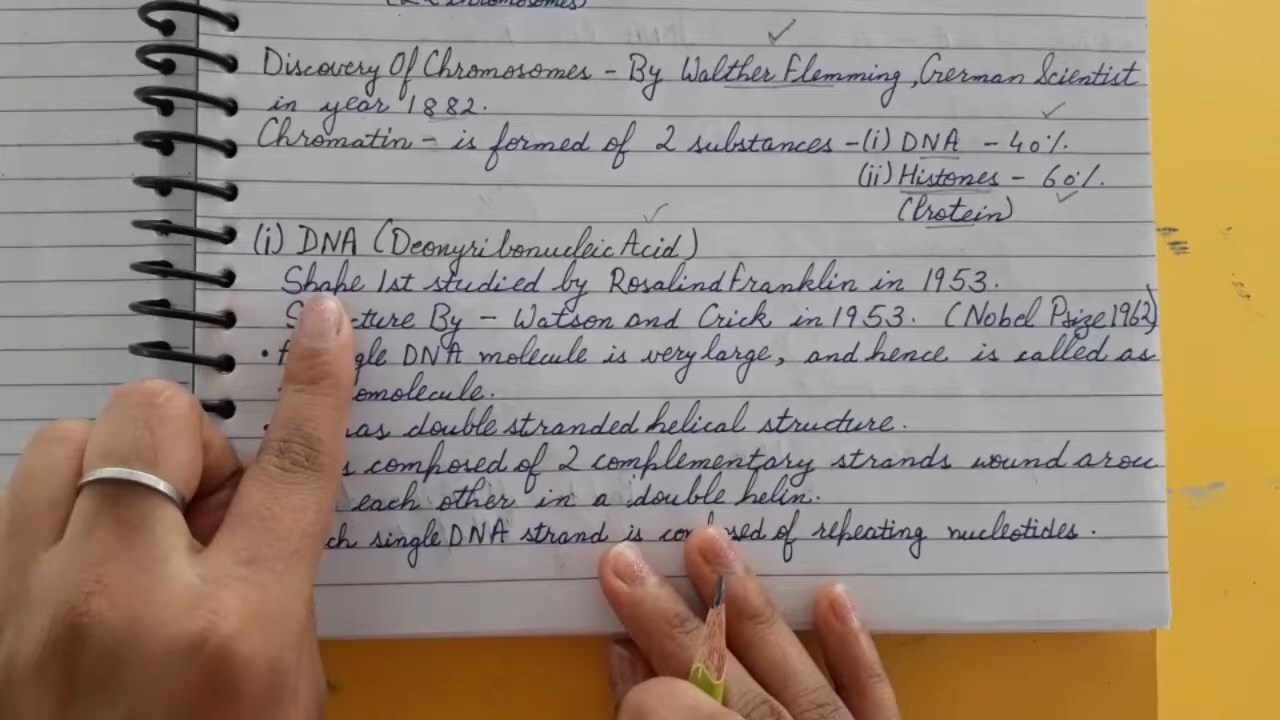 (22 chromosomes)
Discovery Of Chromosomes - By Walther Flemming, German Scientist
in year 1882.
Chromatin - is formed of 2 substances - (i) DNA - 40%.
(ii) Histones - 60%.
(Protein)
(i) DNA (Deoxyribonucleic Acid)
Shape 1st studied by Rosalind Franklin in 1953.
By - Watson and Crick in 1953. (Nobel Prize 1962)
• DNA molecule is very large, and hence is called as
double stranded helical structure.
composed of 2 complementary strands wound arou
each other in a double helix.
single DNA strand is of repeating nucleotides.